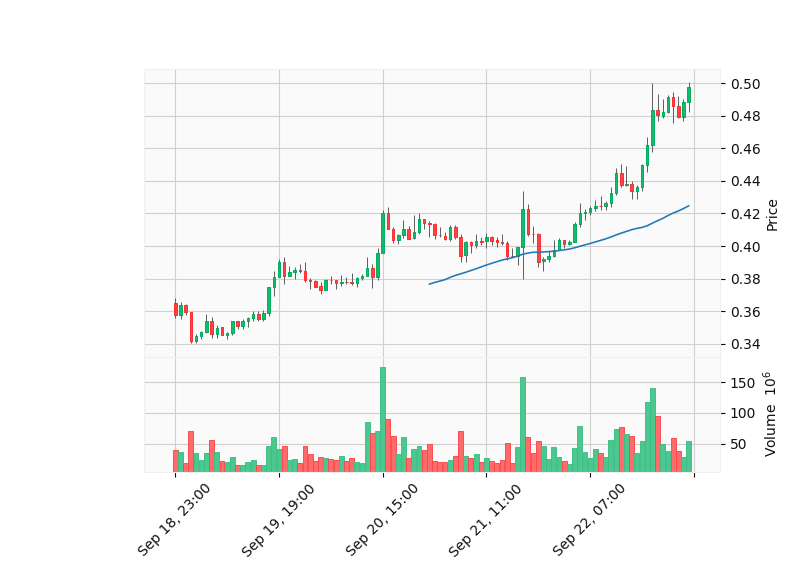 0.50
0.48
0.46
0.44
0.42
0.40
0.38
0.36
0.34
Price
150
100
50
Volume 10^6
Sep 18, 23:00
Sep 19, 19:00
Sep 20, 15:00
Sep 21, 11:00
Sep 22, 07:00